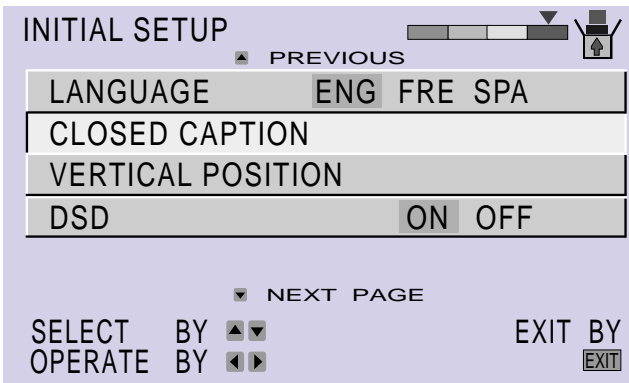 INITIAL SETUP
PREVIOUS
LANGUAGE ENG FRE SPA
CLOSED CAPTION
VERTICAL POSITION
DSD ON OFF
NEXT PAGE
SELECT BY EXIT BY
OPERATE BY EXIT